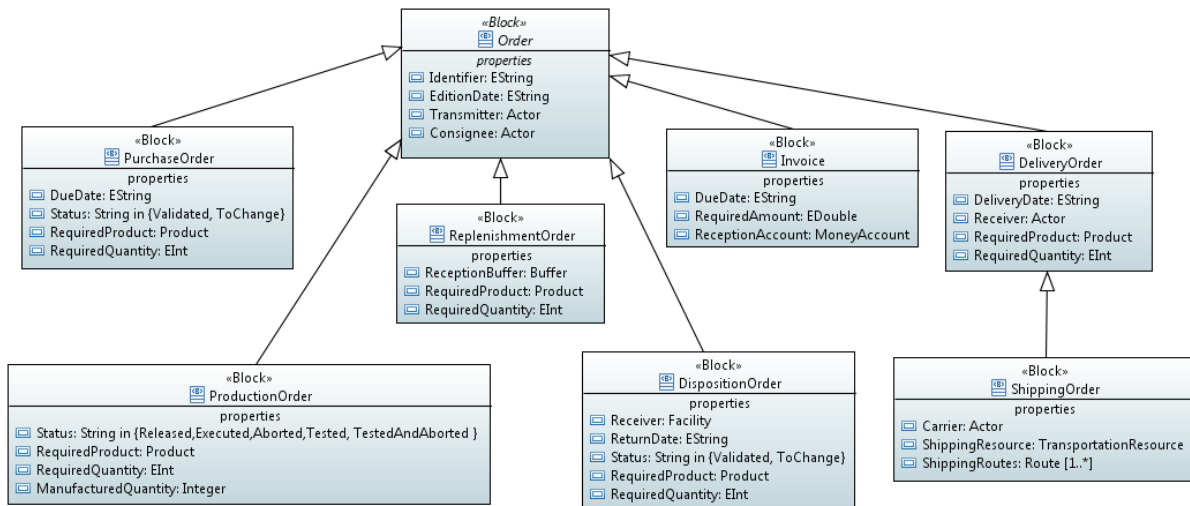 «Block»
Order
properties
Identifier: EString
EditionDate: EString
Transmitter: Actor
Consignee: Actor
«Block»
PurchaseOrder
properties
DueDate: EString
Status: String in {Validated, ToChange}
RequiredProduct: Product
RequiredQuantity: EInt
«Block»
ReplenishmentOrder
properties
ReceptionBuffer: Buffer
RequiredProduct: Product
RequiredQuantity: EInt
«Block»
Invoice
properties
DueDate: EString
RequiredAmount: EDouble
ReceptionAccount: MoneyAccount
«Block»
DeliveryOrder
properties
DeliveryDate: EString
Receiver: Actor
RequiredProduct: Product
RequiredQuantity: EInt
«Block»
ProductionOrder
properties
Status: String in {Released,Executed,Aborted,Tested, TestedAndAborted }
RequiredProduct: Product
RequiredQuantity: EInt
ManufacturedQuantity: Integer
«Block»
DispositionOrder
properties
Receiver: Facility
ReturnDate: EString
Status: String in {Validated, ToChange}
RequiredProduct: Product
RequiredQuantity: EInt
«Block»
ShippingOrder
properties
Carrier: Actor
ShippingResource: TransportationResource
ShippingRoutes: Route [1..*]